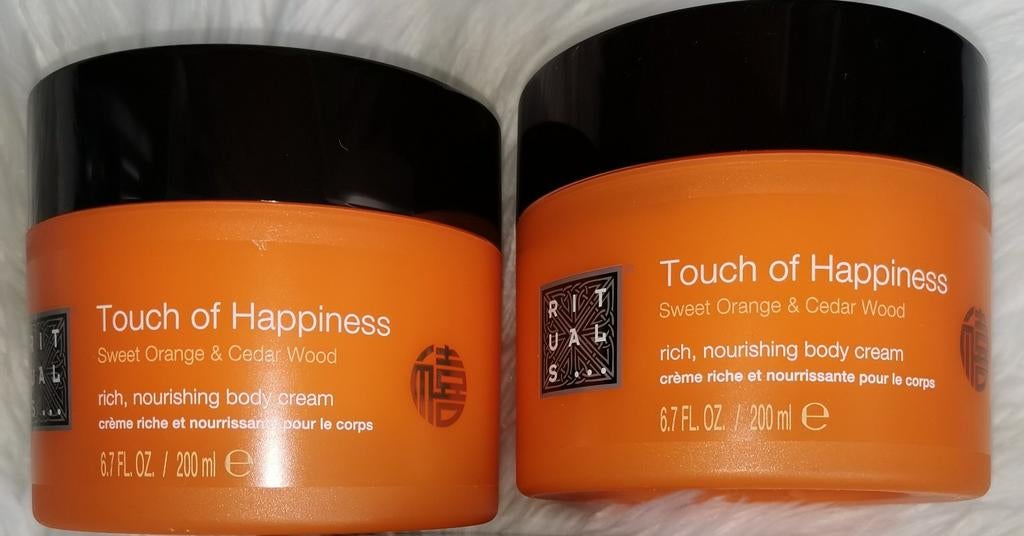 Touch of Happiness
Sweet Orange & Cedar Wood
rich, nourishing body cream
crème riche et nourrissante pour le corps
6.7 FL. OZ. / 200 ml ℮
RIT
UAL
S...
Touch of Happiness
Sweet Orange & Cedar Wood
rich, nourishing body cream
crème riche et nourrissante pour le corps
6.7 FL. OZ. / 200 ml ℮